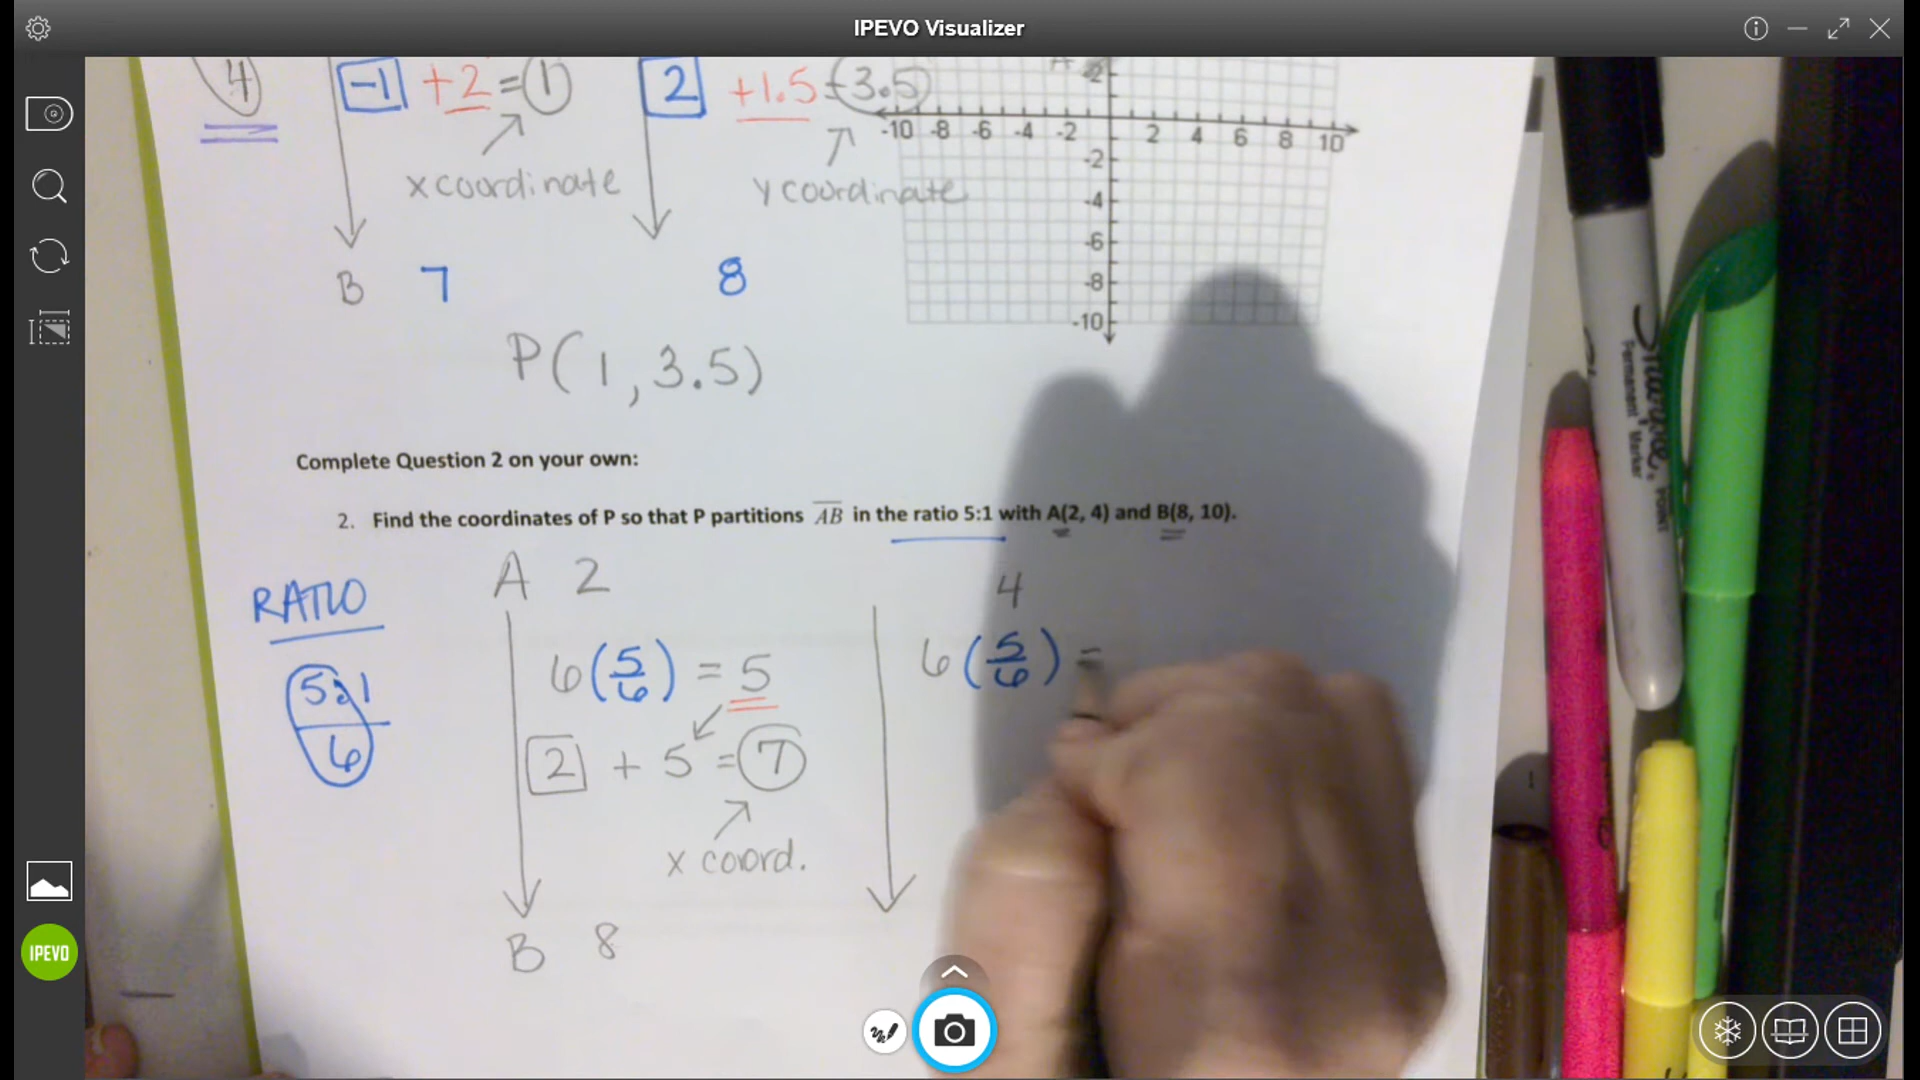 IPEVO Visualizer
4 -1 +2 = 1 2 +1.5 = 3.5
2
-10 -8 -6 -4 -2 2 4 6 8 10
-2
x coordinate y coordinate
-4
-6
B 7 8
-8
-10
P(1, 3.5)
Complete Question 2 on your own:
2. Find the coordinates of P so that P partitions AB in the ratio 5:1 with A(2, 4) and B(8, 10).
A 2 4
RATIO
6(5/6) = 5 6(5/6) =
5:1
6
2 + 5 = 7
x coord.
B 8
IPEVO
Permanent Marker
POINT